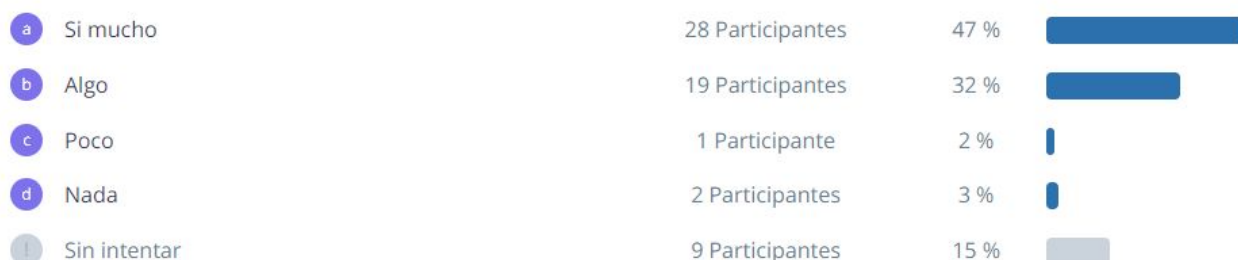 a Si mucho 28 Participantes 47 %
b Algo 19 Participantes 32 %
c Poco 1 Participante 2 %
d Nada 2 Participantes 3 %
! Sin intentar 9 Participantes 15 %